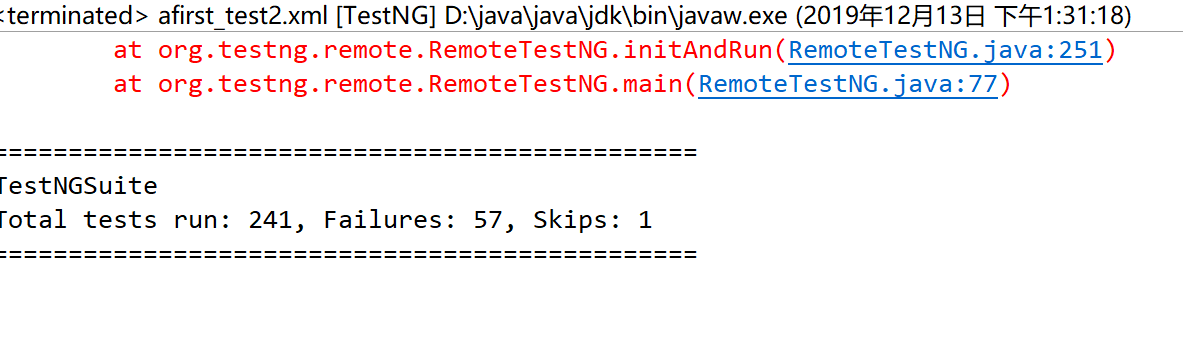 <terminated> afirst_test2.xml [TestNG] D:\java\java\jdk\bin\javaw.exe (2019年12月13日 下午1:31:18)
at org.testng.remote.RemoteTestNG.initAndRun(RemoteTestNG.java:251)
at org.testng.remote.RemoteTestNG.main(RemoteTestNG.java:77)
===============================================
TestNGSuite
Total tests run: 241, Failures: 57, Skips: 1
===============================================